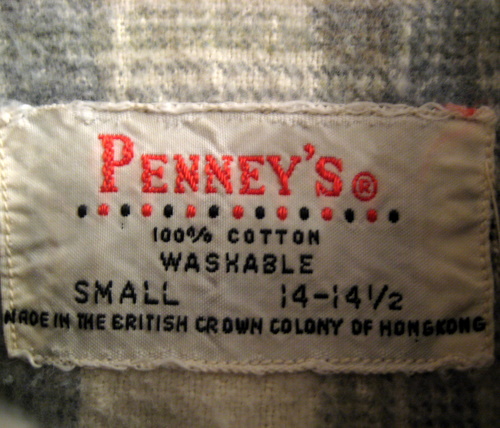 PENNEY'S®
100% COTTON
WASHABLE
SMALL 14-14½
MADE IN THE BRITISH CROWN COLONY OF HONGKONG